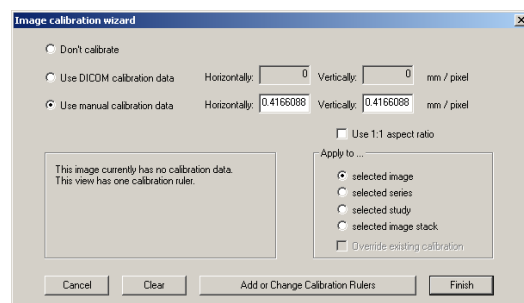 Image calibration wizard
Don't calibrate
Use DICOM calibration data Horizontally: 0 Vertically: 0 mm / pixel
Use manual calibration data Horizontally: 0.4166088 Vertically: 0.4166088 mm / pixel
Use 1:1 aspect ratio
This image currently has no calibration data.
This view has one calibration ruler.
Apply to ...
selected image
selected series
selected study
selected image stack
Override existing calibration
Cancel Clear Add or Change Calibration Rulers Finish